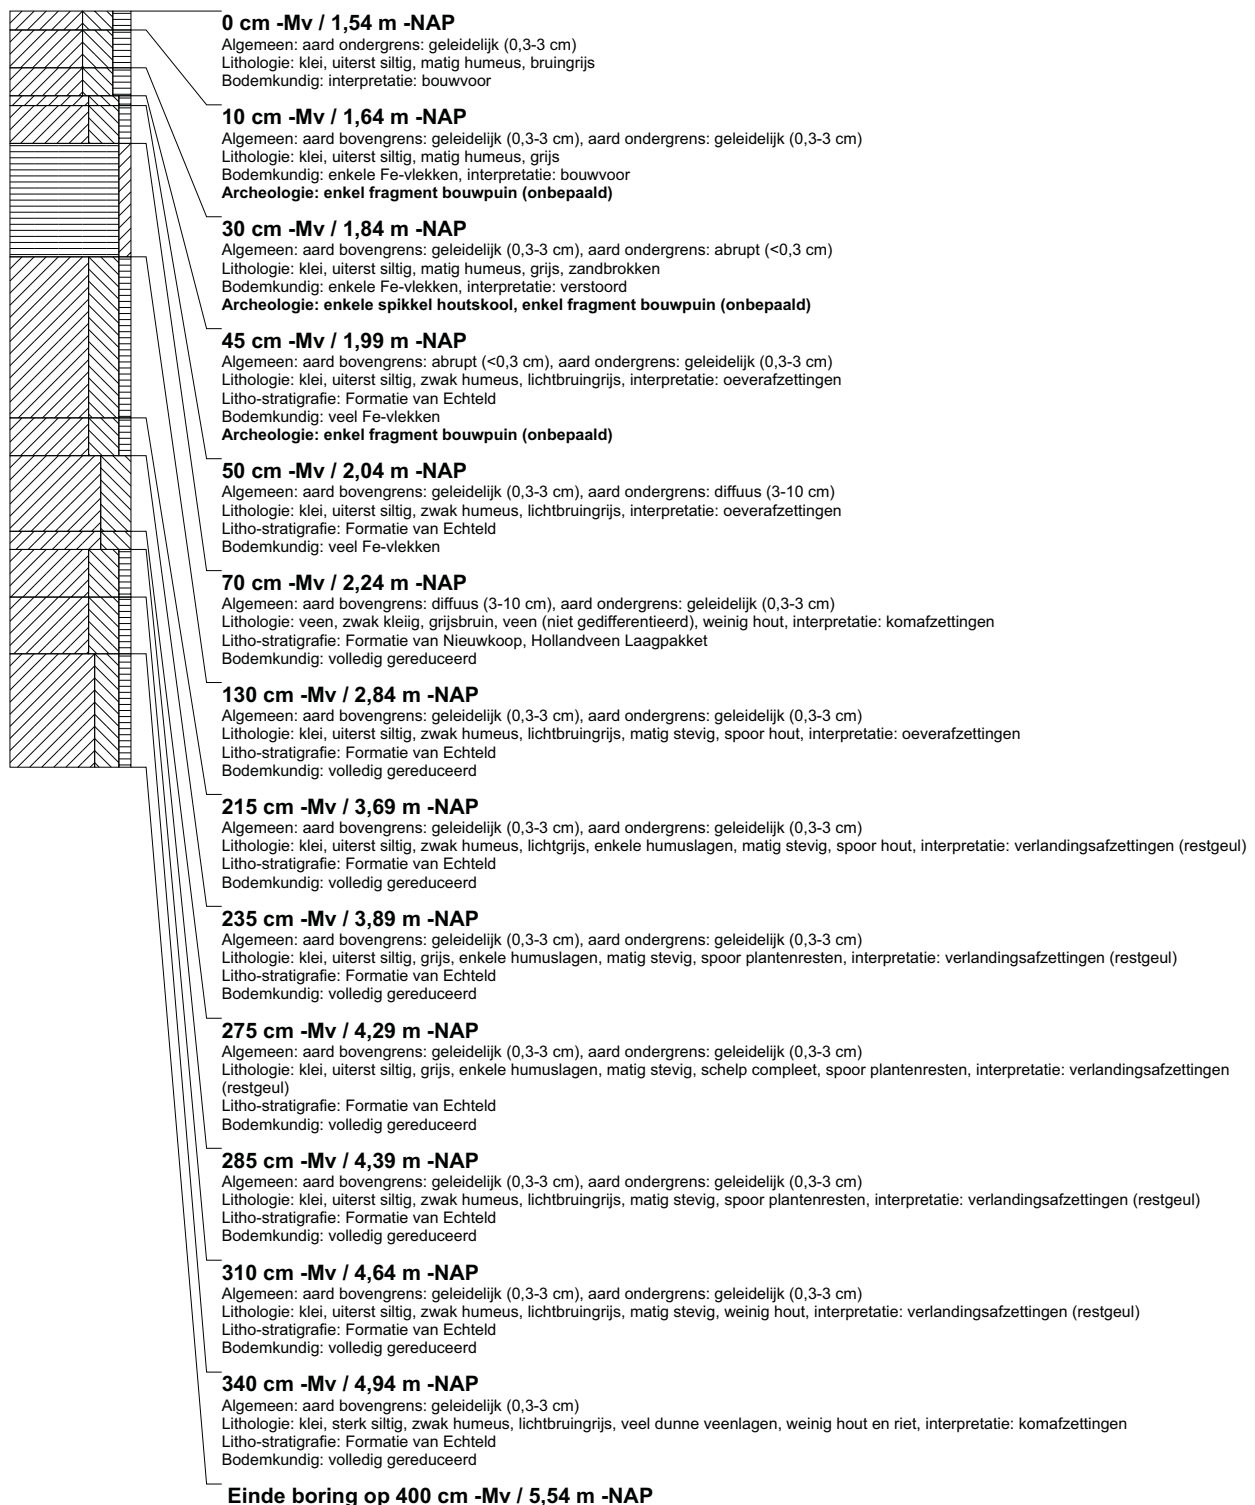 0 cm -Mv / 1,54 m -NAP
Algemeen: aard ondergrens: geleidelijk (0,3-3 cm)
Lithologie: klei, uiterst siltig, matig humeus, bruingrijs
Bodemkundig: interpretatie: bouwvoor
10 cm -Mv / 1,64 m -NAP
Algemeen: aard bovengrens: geleidelijk (0,3-3 cm), aard ondergrens: geleidelijk (0,3-3 cm)
Lithologie: klei, uiterst siltig, matig humeus, grijs
Bodemkundig: enkele Fe-vlekken, interpretatie: bouwvoor
Archeologie: enkel fragment bouwpuin (onbepaald)
30 cm -Mv / 1,84 m -NAP
Algemeen: aard bovengrens: geleidelijk (0,3-3 cm), aard ondergrens: abrupt (<0,3 cm)
Lithologie: klei, uiterst siltig, matig humeus, grijs, zandbrokken
Bodemkundig: enkele Fe-vlekken, interpretatie: verstoord
Archeologie: enkele spikkel houtskool, enkel fragment bouwpuin (onbepaald)
45 cm -Mv / 1,99 m -NAP
Algemeen: aard bovengrens: abrupt (<0,3 cm), aard ondergrens: geleidelijk (0,3-3 cm)
Lithologie: klei, uiterst siltig, zwak humeus, lichtbruingrijs, interpretatie: oeverafzettingen
Litho-stratigrafie: Formatie van Echteld
Bodemkundig: veel Fe-vlekken
Archeologie: enkel fragment bouwpuin (onbepaald)
50 cm -Mv / 2,04 m -NAP
Algemeen: aard bovengrens: geleidelijk (0,3-3 cm), aard ondergrens: diffuus (3-10 cm)
Lithologie: klei, uiterst siltig, zwak humeus, lichtbruingrijs, interpretatie: oeverafzettingen
Litho-stratigrafie: Formatie van Echteld
Bodemkundig: veel Fe-vlekken
70 cm -Mv / 2,24 m -NAP
Algemeen: aard bovengrens: diffuus (3-10 cm), aard ondergrens: geleidelijk (0,3-3 cm)
Lithologie: veen, zwak kleiig, grijsbruin, veen (niet gedifferentieerd), weinig hout, interpretatie: komafzettingen
Litho-stratigrafie: Formatie van Nieuwkoop, Hollandveen Laagpakket
Bodemkundig: volledig gereduceerd
130 cm -Mv / 2,84 m -NAP
Algemeen: aard bovengrens: geleidelijk (0,3-3 cm), aard ondergrens: geleidelijk (0,3-3 cm)
Lithologie: klei, uiterst siltig, zwak humeus, lichtbruingrijs, matig stevig, spoor hout, interpretatie: oeverafzettingen
Litho-stratigrafie: Formatie van Echteld
Bodemkundig: volledig gereduceerd
215 cm -Mv / 3,69 m -NAP
Algemeen: aard bovengrens: geleidelijk (0,3-3 cm), aard ondergrens: geleidelijk (0,3-3 cm)
Lithologie: klei, uiterst siltig, zwak humeus, lichtgrijs, enkele humuslagen, matig stevig, spoor hout, interpretatie: verlandingsafzettingen (restgeul)
Litho-stratigrafie: Formatie van Echteld
Bodemkundig: volledig gereduceerd
235 cm -Mv / 3,89 m -NAP
Algemeen: aard bovengrens: geleidelijk (0,3-3 cm), aard ondergrens: geleidelijk (0,3-3 cm)
Lithologie: klei, uiterst siltig, grijs, enkele humuslagen, matig stevig, spoor plantenresten, interpretatie: verlandingsafzettingen (restgeul)
Litho-stratigrafie: Formatie van Echteld
Bodemkundig: volledig gereduceerd
275 cm -Mv / 4,29 m -NAP
Algemeen: aard bovengrens: geleidelijk (0,3-3 cm), aard ondergrens: geleidelijk (0,3-3 cm)
Lithologie: klei, uiterst siltig, grijs, enkele humuslagen, matig stevig, schelp compleet, spoor plantenresten, interpretatie: verlandingsafzettingen
(restgeul)
Litho-stratigrafie: Formatie van Echteld
Bodemkundig: volledig gereduceerd
285 cm -Mv / 4,39 m -NAP
Algemeen: aard bovengrens: geleidelijk (0,3-3 cm), aard ondergrens: geleidelijk (0,3-3 cm)
Lithologie: klei, uiterst siltig, zwak humeus, lichtbruingrijs, matig stevig, spoor plantenresten, interpretatie: verlandingsafzettingen (restgeul)
Litho-stratigrafie: Formatie van Echteld
Bodemkundig: volledig gereduceerd
310 cm -Mv / 4,64 m -NAP
Algemeen: aard bovengrens: geleidelijk (0,3-3 cm), aard ondergrens: geleidelijk (0,3-3 cm)
Lithologie: klei, uiterst siltig, zwak humeus, lichtbruingrijs, matig stevig, weinig hout, interpretatie: verlandingsafzettingen (restgeul)
Litho-stratigrafie: Formatie van Echteld
Bodemkundig: volledig gereduceerd
340 cm -Mv / 4,94 m -NAP
Algemeen: aard bovengrens: geleidelijk (0,3-3 cm)
Lithologie: klei, sterk siltig, zwak humeus, lichtbruingrijs, veel dunne veenlagen, weinig hout en riet, interpretatie: komafzettingen
Litho-stratigrafie: Formatie van Echteld
Bodemkundig: volledig gereduceerd
Einde boring op 400 cm -Mv / 5,54 m -NAP